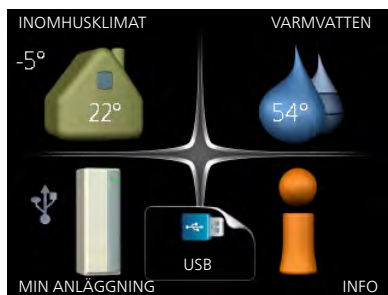 INOMHUSKLIMAT
VARMVATTEN
-5°
22°
54°
USB
MIN ANLÄGGNING
INFO